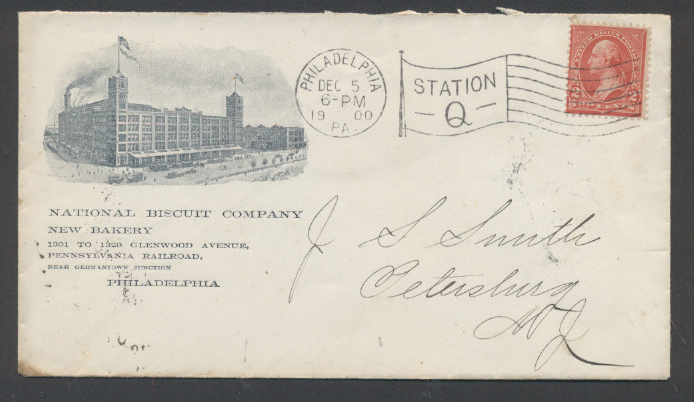 PHILADELPHIA
DEC 5
6-PM
19 00
PA.
STATION
-Q-
NATIONAL BISCUIT COMPANY
NEW BAKERY
1301 TO 1329 GLENWOOD AVENUE,
PENNSYLVANIA RAILROAD,
NEAR GERMANTOWN JUNCTION
PHILADELPHIA
J S Smith
Petersburg
N J